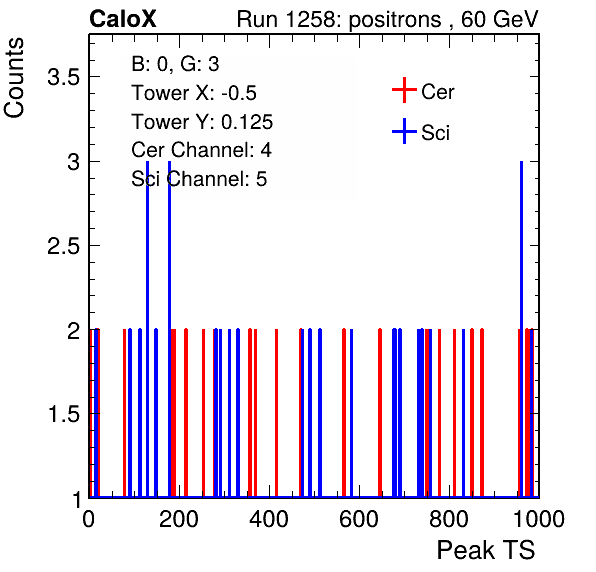 CaloX Run 1258: positrons , 60 GeV
Counts
B: 0, G: 3
Tower X: -0.5
Tower Y: 0.125
Cer Channel: 4
Sci Channel: 5
Cer
Sci
3.5
3
2.5
2
1.5
1
0 200 400 600 800 1000
Peak TS